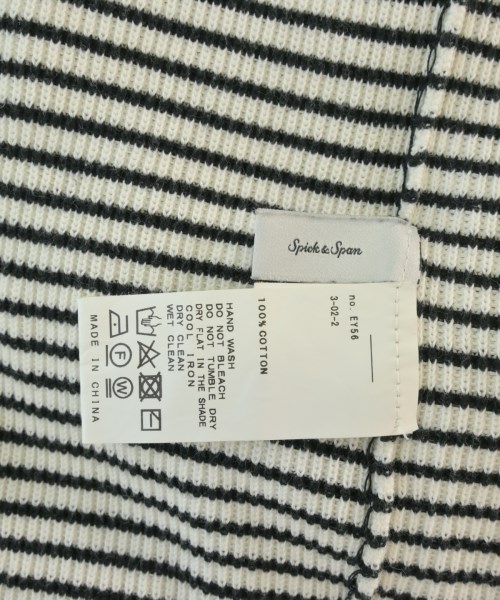 Spick & Span
no. EY56
3-02-2
100% COTTON
HAND WASH
DO NOT BLEACH
DO NOT TUMBLE DRY
DRY FLAT IN THE SHADE
COOL IRON
DRY CLEAN
WET CLEAN
F
W
MADE IN CHINA